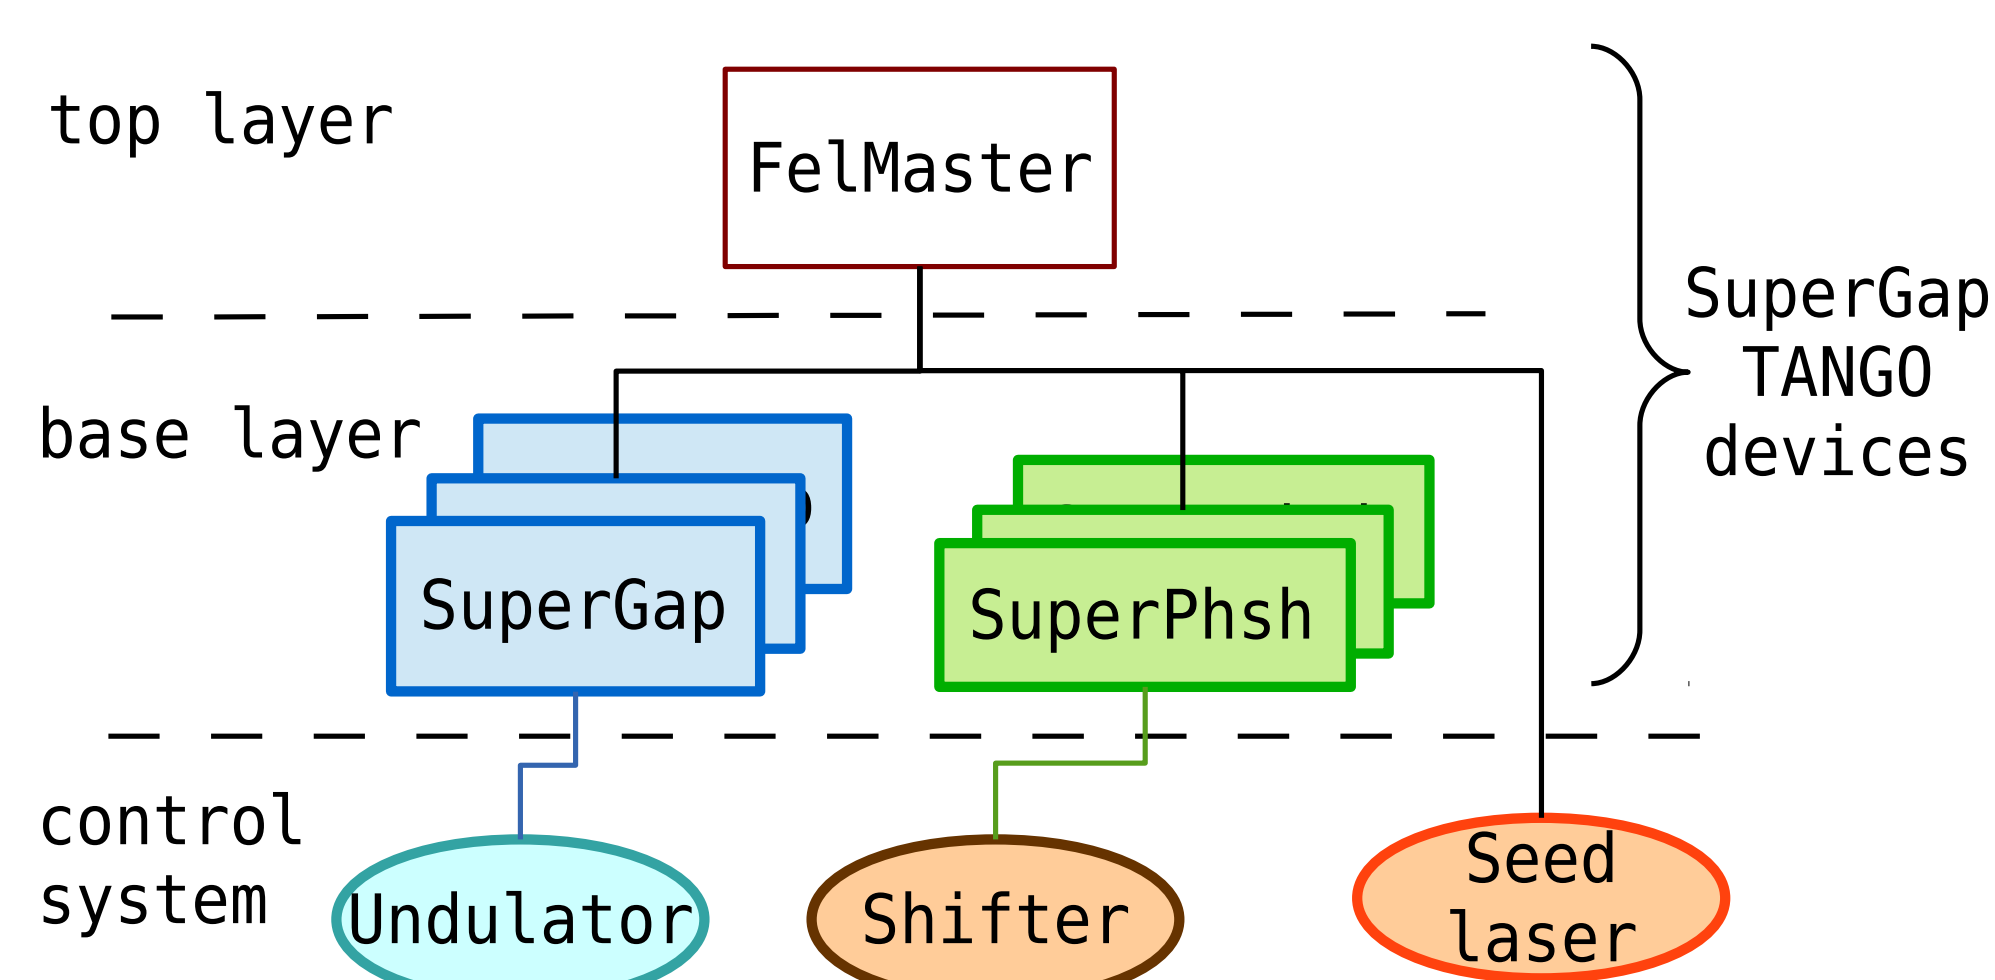 top layer
FelMaster
SuperGap
TANGO
devices
base layer
SuperGap
SuperPhsh
control
system
Undulator
Shifter
Seed
laser